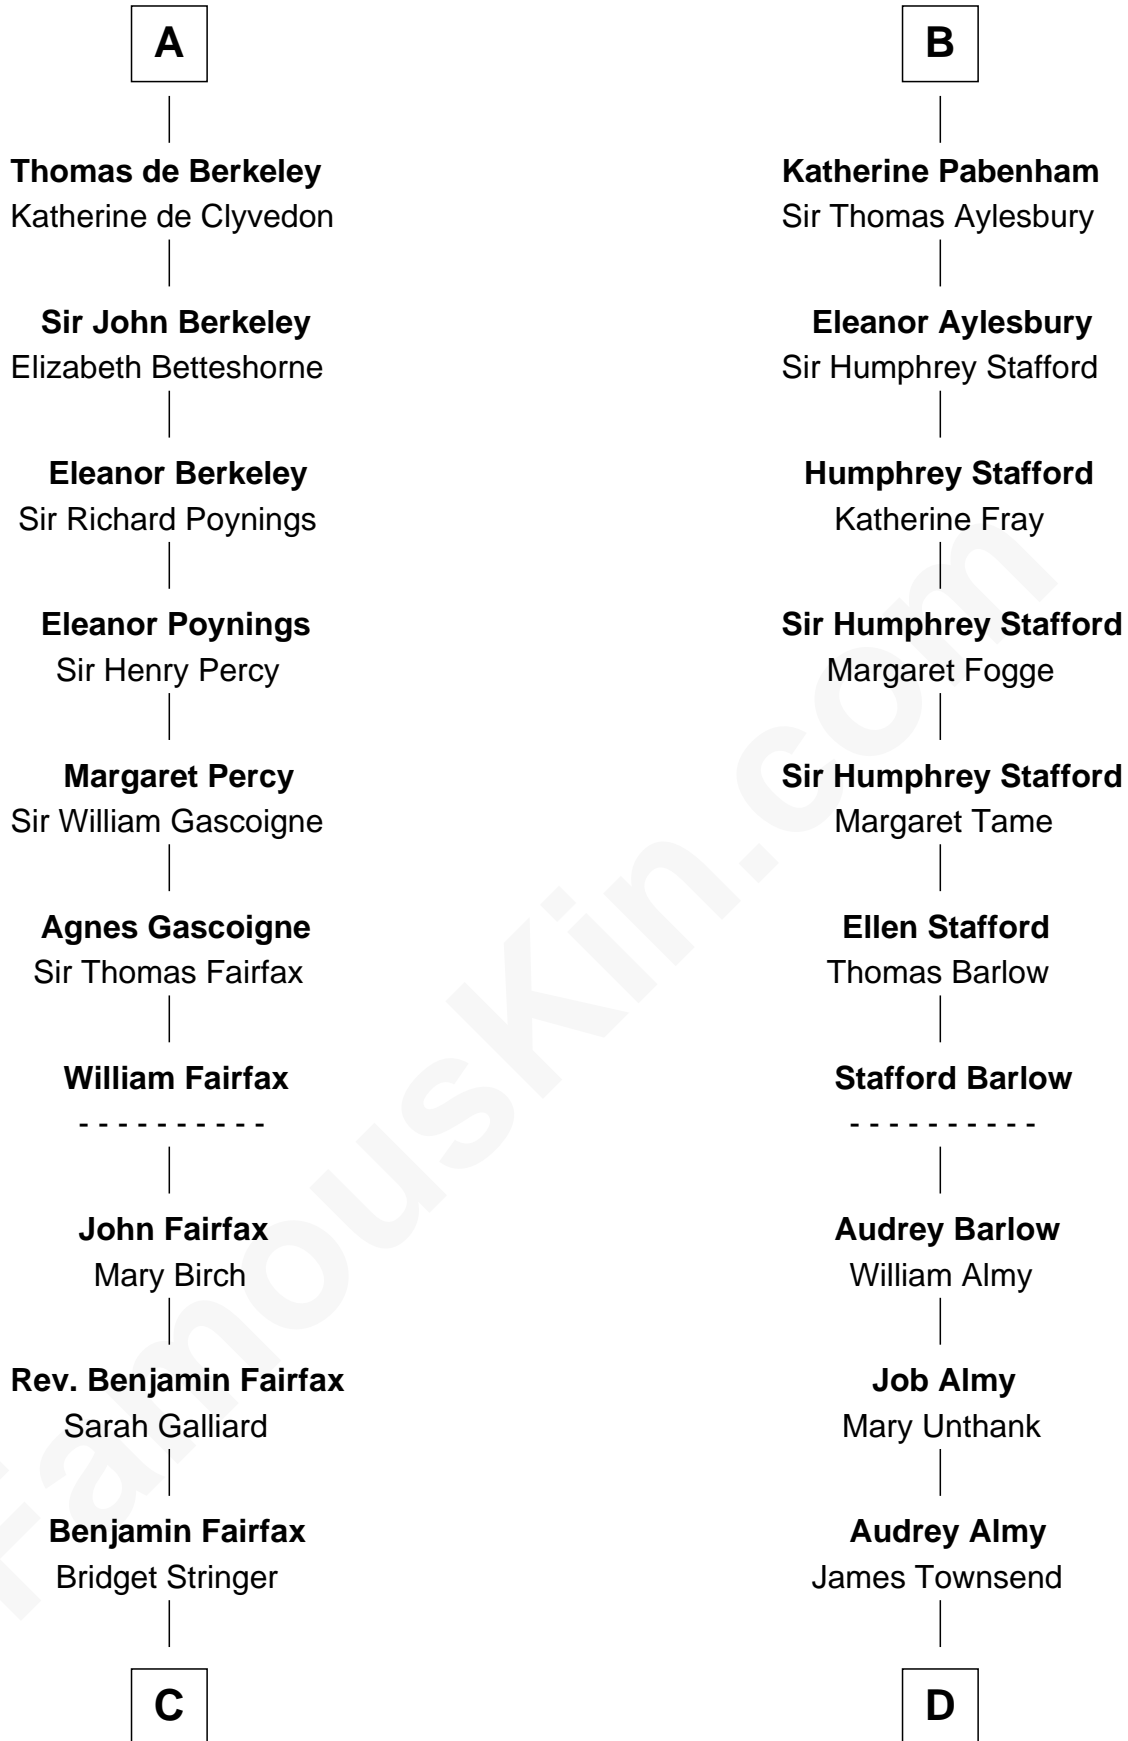 A
Thomas de Berkeley
Katherine de Clyvedon
Sir John Berkeley
Elizabeth Betteshorne
Eleanor Berkeley
Sir Richard Poynings
Eleanor Poynings
Sir Henry Percy
Margaret Percy
Sir William Gascoigne
Agnes Gascoigne
Sir Thomas Fairfax
William Fairfax
- - - - - - - - - -
John Fairfax
Mary Birch
Rev. Benjamin Fairfax
Sarah Galliard
Benjamin Fairfax
Bridget Stringer
C
B
Katherine Pabenham
Sir Thomas Aylesbury
Eleanor Aylesbury
Sir Humphrey Stafford
Humphrey Stafford
Katherine Fray
Sir Humphrey Stafford
Margaret Fogge
Sir Humphrey Stafford
Margaret Tame
Ellen Stafford
Thomas Barlow
Stafford Barlow
- - - - - - - - - -
Audrey Barlow
William Almy
Job Almy
Mary Unthank
Audrey Almy
James Townsend
D
FamousKin.com